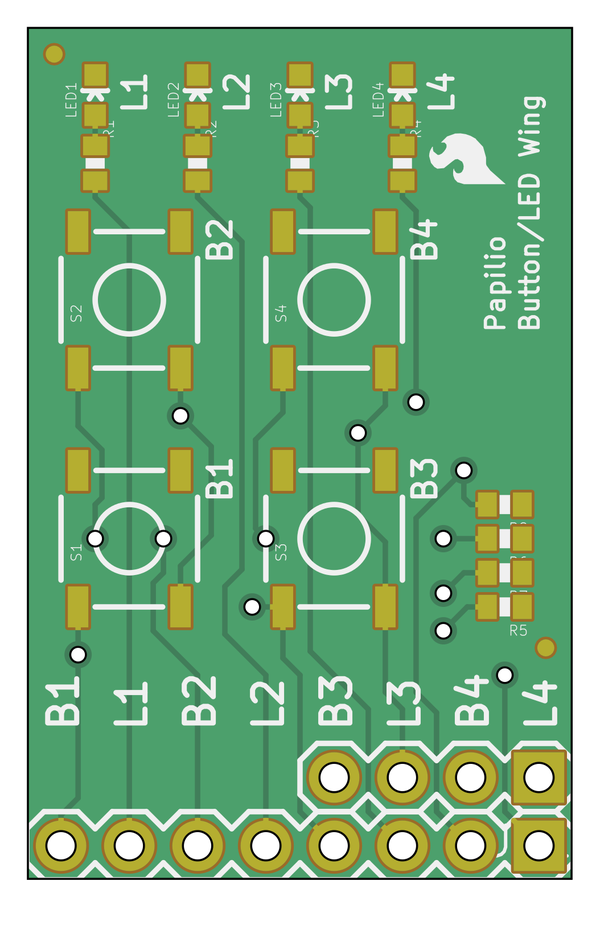 LED1
L1
LED2
L2
LED3
L3
LED4
L4
R1
R2
R3
R4
Papilio
Button/LED Wing
B2
B4
S2
S4
B1
B3
S1
S3
R5
B1
L1
B2
L2
B3
L3
B4
L4